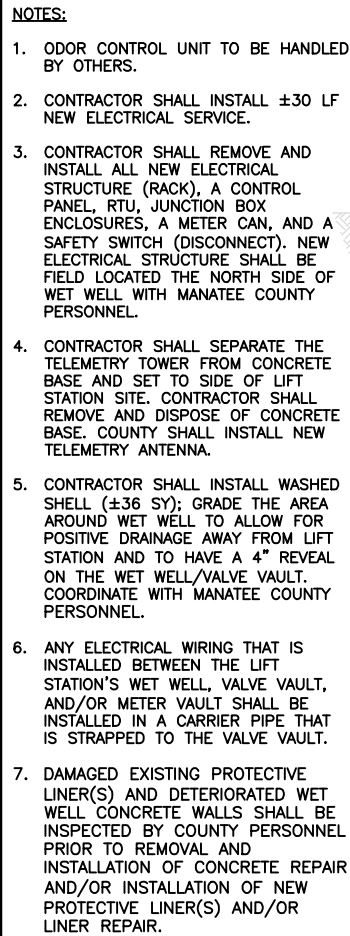 NOTES:
1. ODOR CONTROL UNIT TO BE HANDLED
BY OTHERS.
2. CONTRACTOR SHALL INSTALL ±30 LF
NEW ELECTRICAL SERVICE.
3. CONTRACTOR SHALL REMOVE AND
INSTALL ALL NEW ELECTRICAL
STRUCTURE (RACK), A CONTROL
PANEL, RTU, JUNCTION BOX
ENCLOSURES, A METER CAN, AND A
SAFETY SWITCH (DISCONNECT). NEW
ELECTRICAL STRUCTURE SHALL BE
FIELD LOCATED THE NORTH SIDE OF
WET WELL WITH MANATEE COUNTY
PERSONNEL.
4. CONTRACTOR SHALL SEPARATE THE
TELEMETRY TOWER FROM CONCRETE
BASE AND SET TO SIDE OF LIFT
STATION SITE. CONTRACTOR SHALL
REMOVE AND DISPOSE OF CONCRETE
BASE. COUNTY SHALL INSTALL NEW
TELEMETRY ANTENNA.
5. CONTRACTOR SHALL INSTALL WASHED
SHELL (±36 SY); GRADE THE AREA
AROUND WET WELL TO ALLOW FOR
POSITIVE DRAINAGE AWAY FROM LIFT
STATION AND TO HAVE A 4" REVEAL
ON THE WET WELL/VALVE VAULT.
COORDINATE WITH MANATEE COUNTY
PERSONNEL.
6. ANY ELECTRICAL WIRING THAT IS
INSTALLED BETWEEN THE LIFT
STATION'S WET WELL, VALVE VAULT,
AND/OR METER VAULT SHALL BE
INSTALLED IN A CARRIER PIPE THAT
IS STRAPPED TO THE VALVE VAULT.
7. DAMAGED EXISTING PROTECTIVE
LINER(S) AND DETERIORATED WET
WELL CONCRETE WALLS SHALL BE
INSPECTED BY COUNTY PERSONNEL
PRIOR TO REMOVAL AND
INSTALLATION OF CONCRETE REPAIR
AND/OR INSTALLATION OF NEW
PROTECTIVE LINER(S) AND/OR
LINER REPAIR.